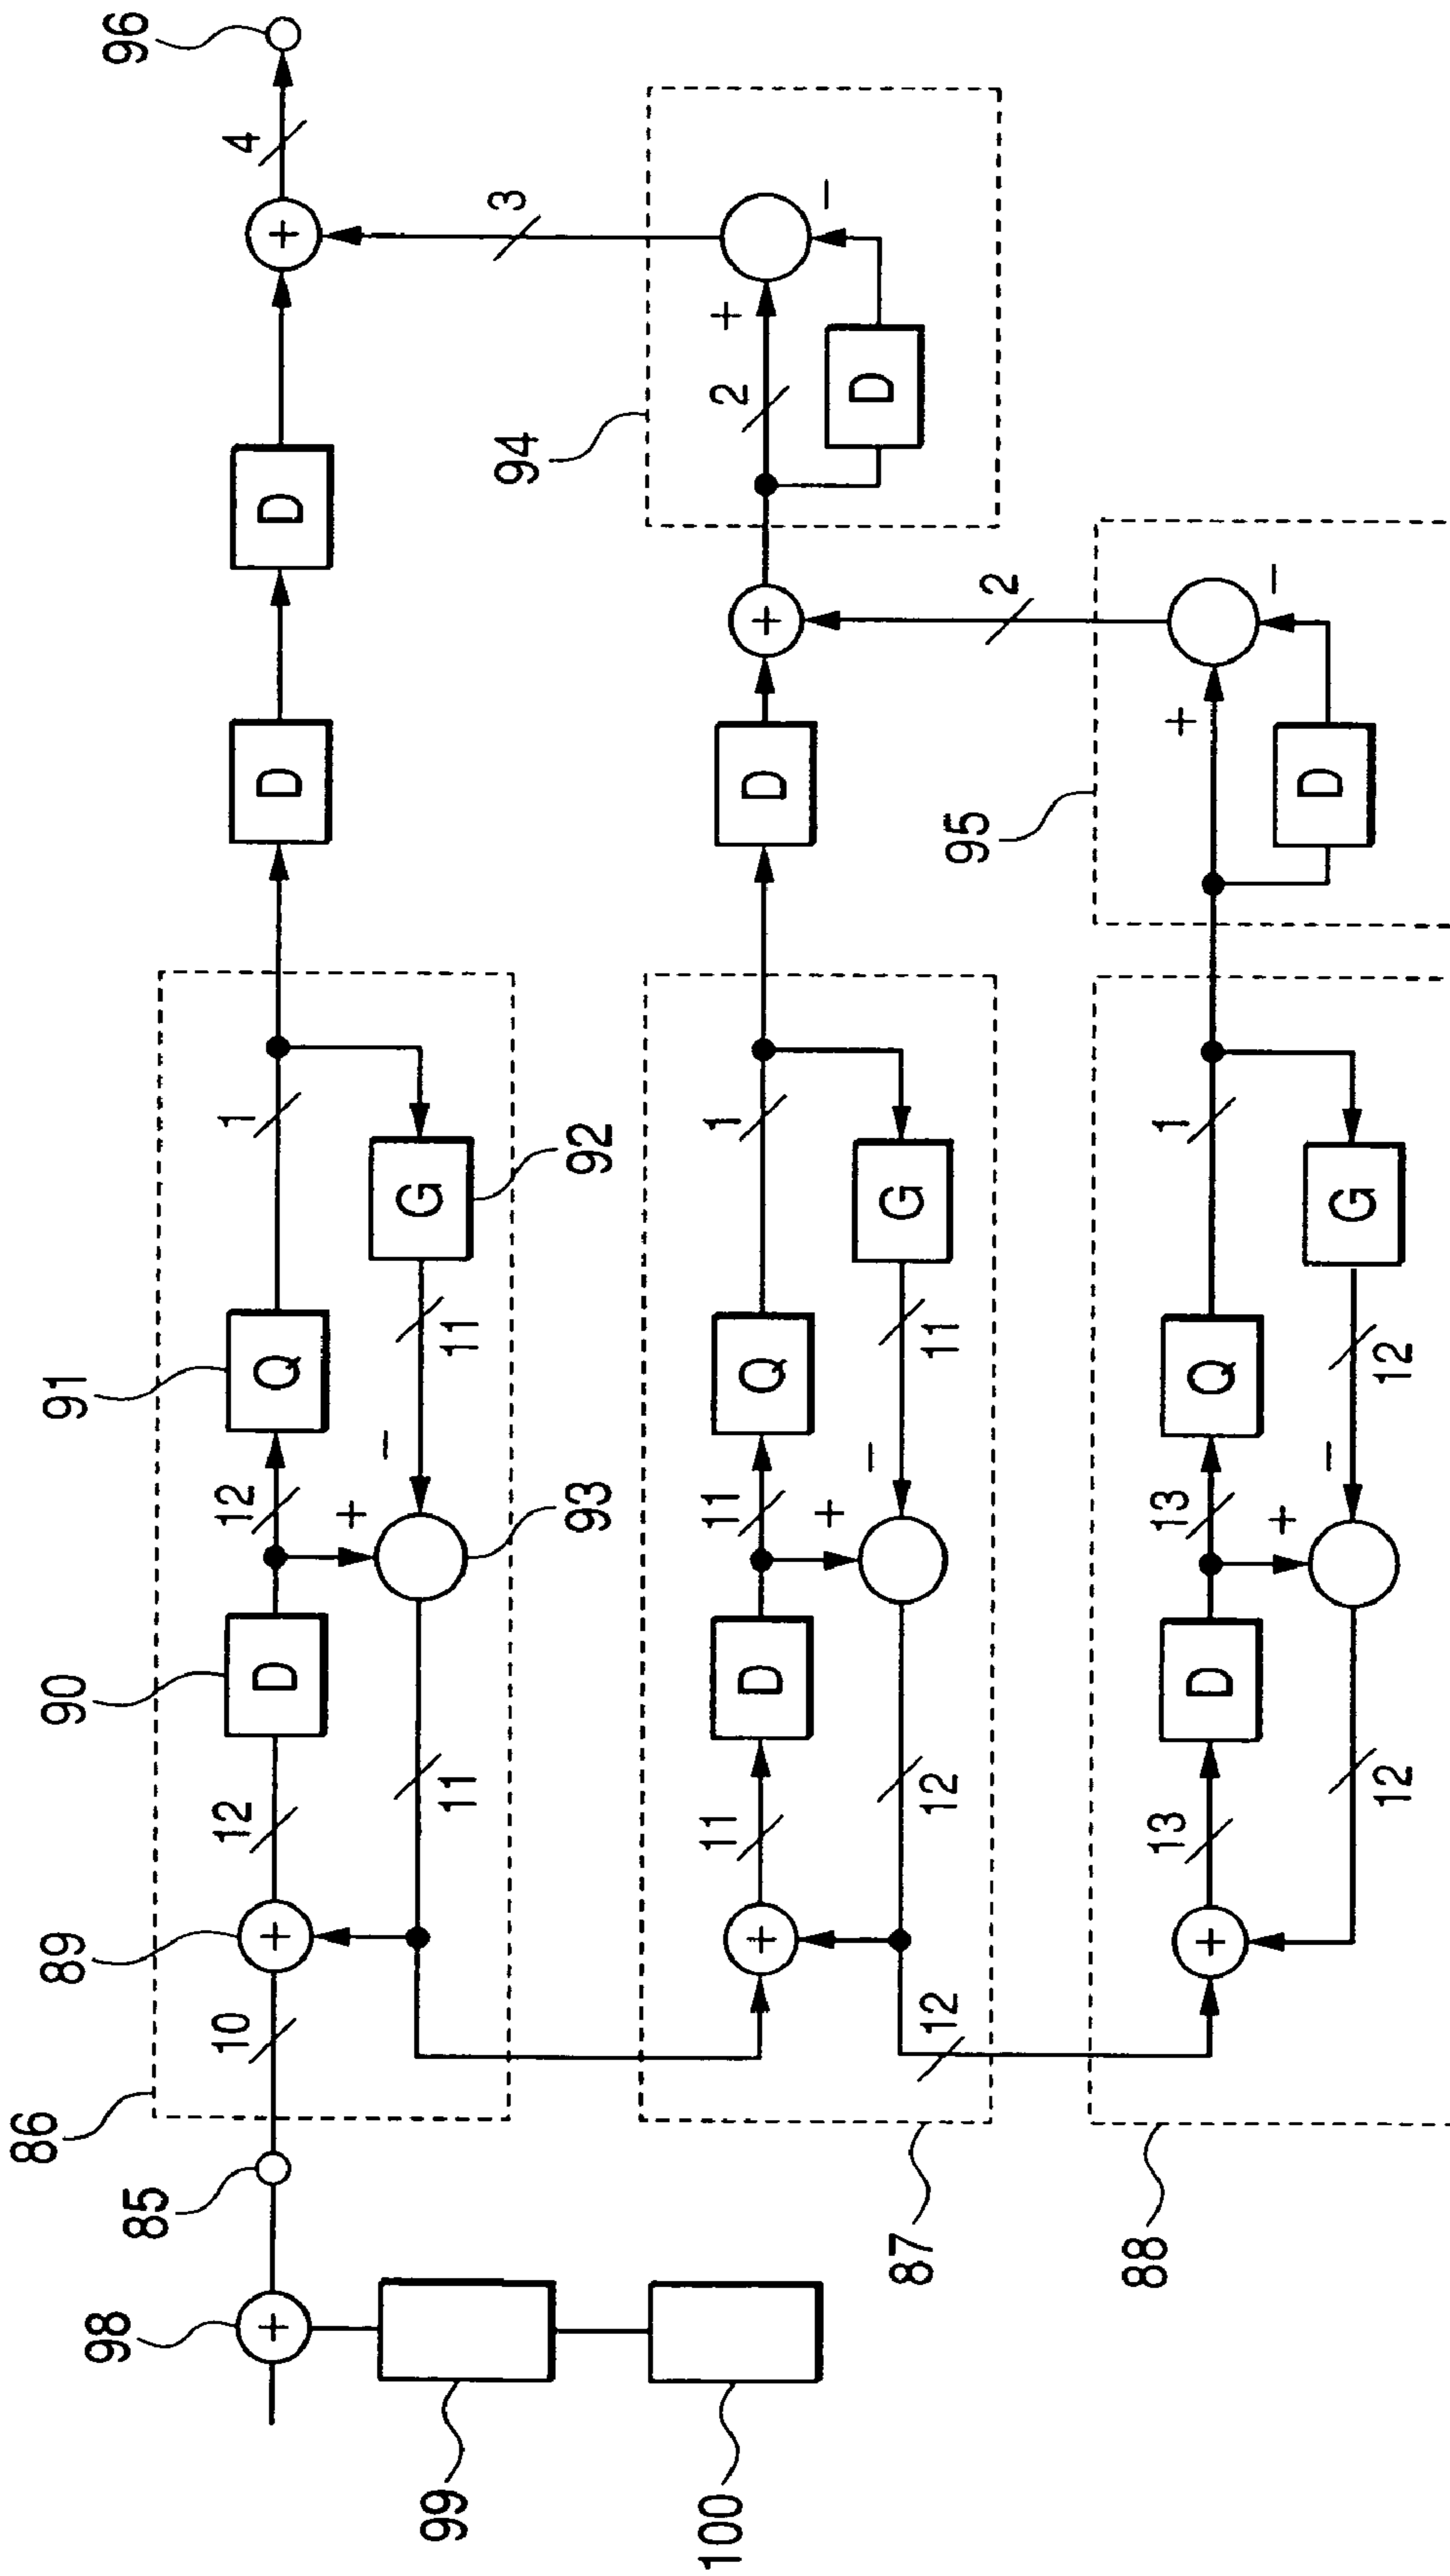 86
89 90 91
98 96
85
10 12 12 1 4
+ + D Q D D +
+
−
G
99
11 11
3
94
93 92
100 11 11 1 2 +
+ D Q D +
+ −
− D
G
87
12 12 11
95
2
88
13 13 1 +
+ D Q
+ −
− D
G
12 12